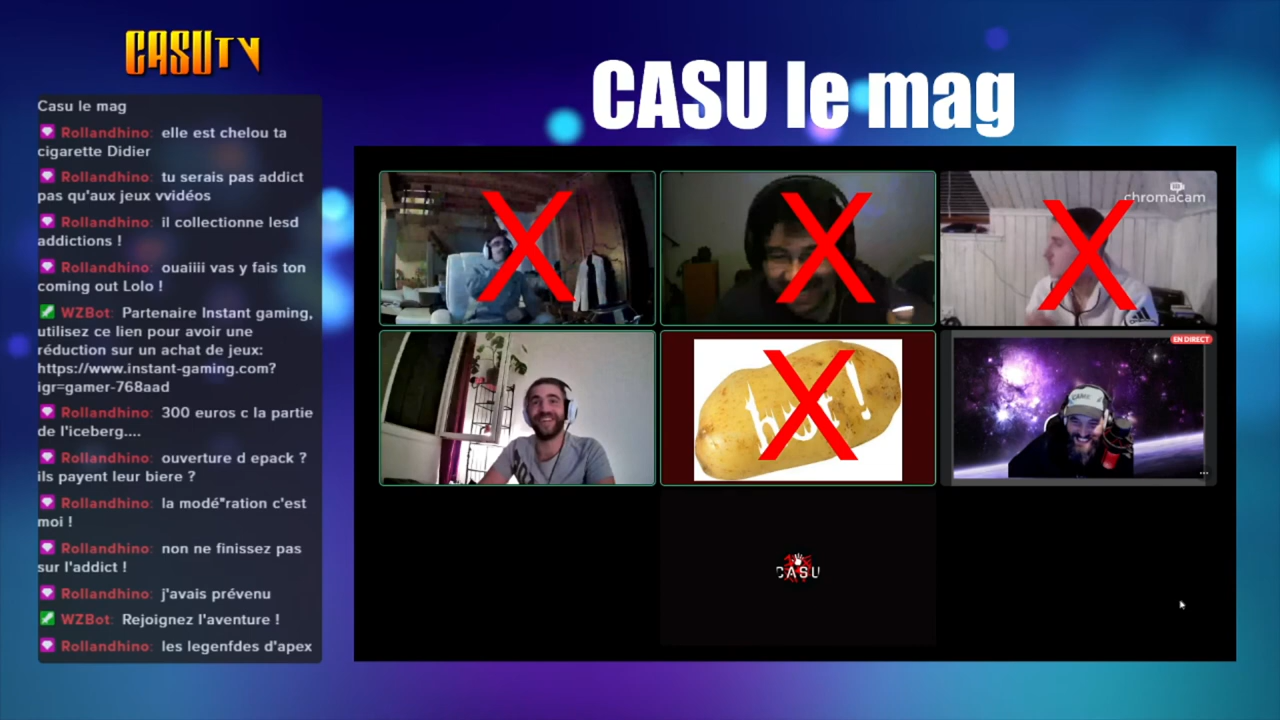 CASUTV
CASU le mag
Casu le mag
Rollandhino: elle est chelou ta
cigarette Didier
Rollandhino: tu serais pas addict
pas qu'aux jeux vvidéos
Rollandhino: il collectionne lesd
addictions !
Rollandhino: ouaiiii vas y fais ton
coming out Lolo !
WZBot: Partenaire Instant gaming,
utilisez ce lien pour avoir une
réduction sur un achat de jeux:
https://www.instant-gaming.com?
igr=gamer-768aad
Rollandhino: 300 euros c la partie
de l'iceberg....
Rollandhino: ouverture d epack ?
ils payent leur biere ?
Rollandhino: la modé"ration c'est
moi !
Rollandhino: non ne finissez pas
sur l'addict !
Rollandhino: j'avais prévenu
WZBot: Rejoignez l'aventure !
Rollandhino: les legenfdes d'apex
X
X
X
chromacam
adidas
X
EN DIRECT
CASU